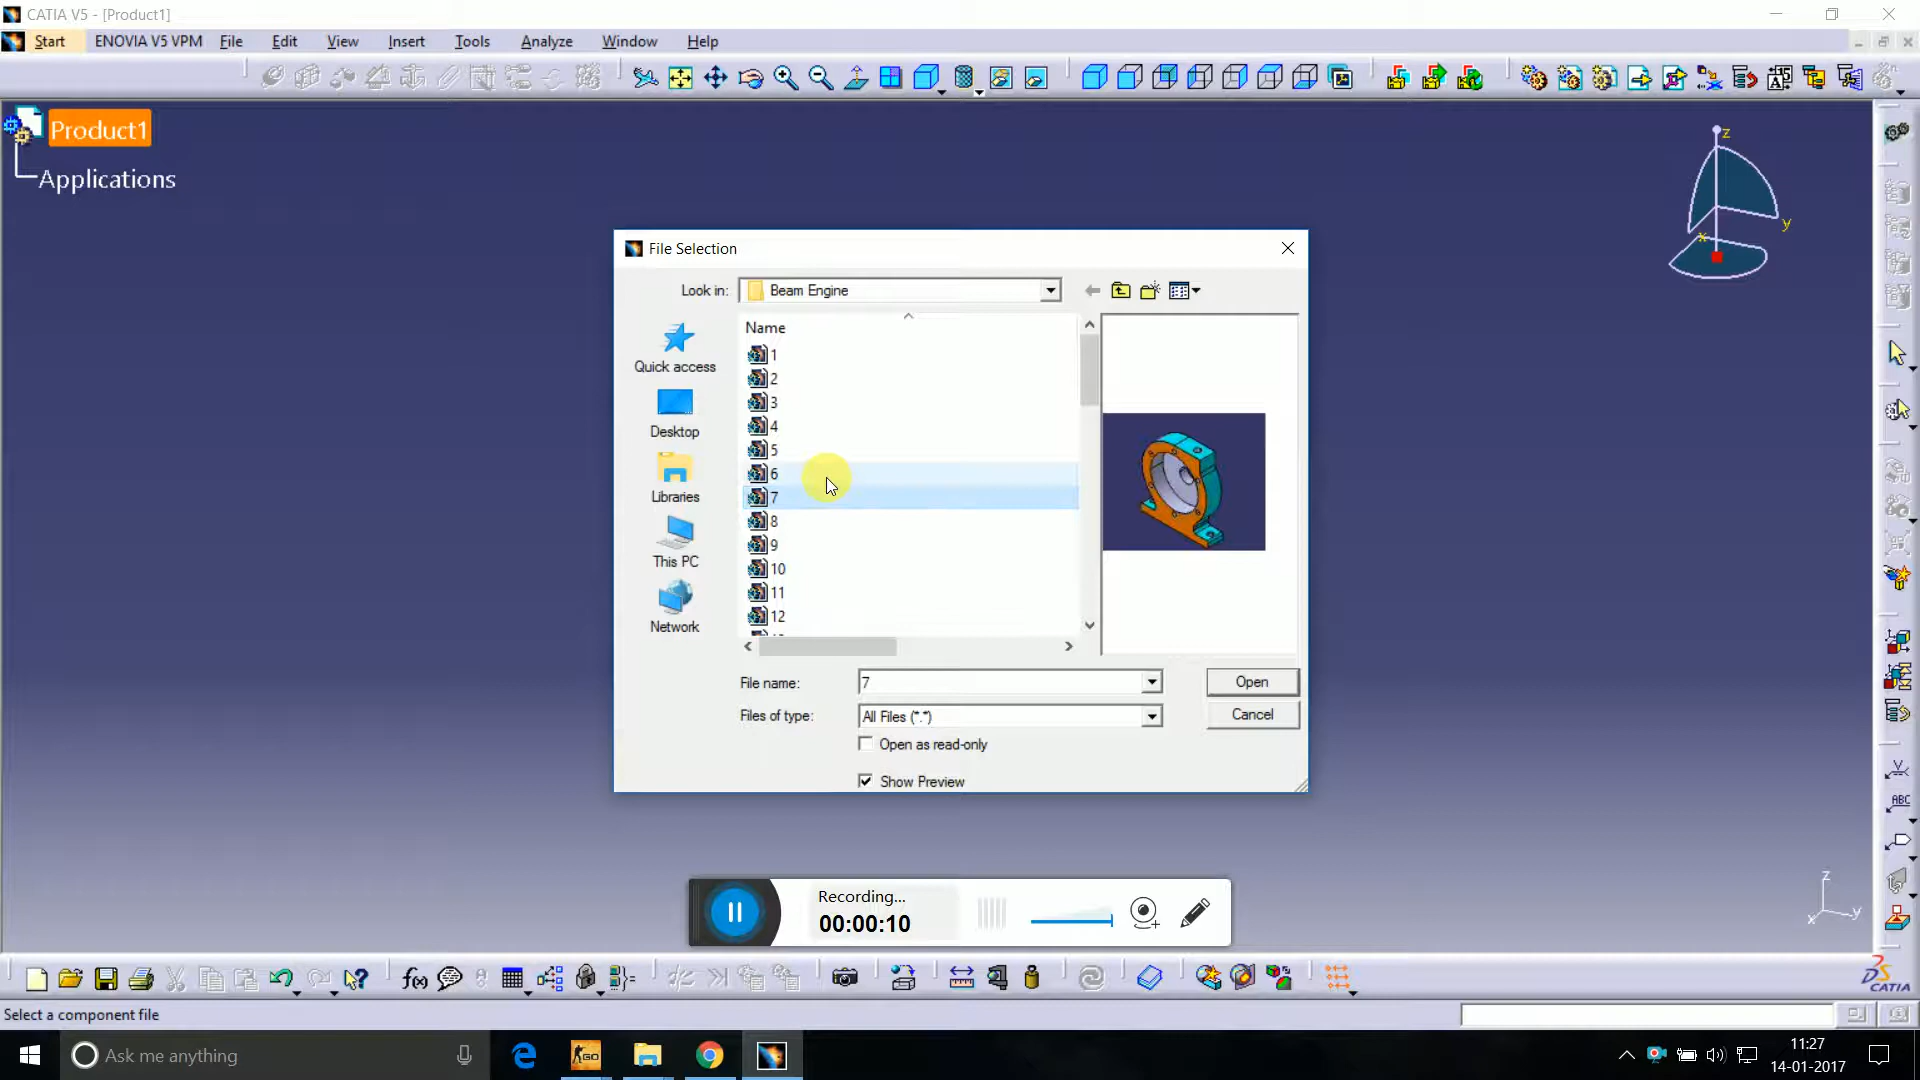 CATIA V5 - [Product1]
Start ENOVIA V5 VPM File Edit View Insert Tools Analyze Window Help
Product1
Applications
z
y
x
File Selection
Look in: Beam Engine
Name
1
2
3
4
5
6
7
8
9
10
11
12
Quick access
Desktop
Libraries
This PC
Network
File name: 7
Open
Files of type: All Files (*.*)
Cancel
Open as read-only
Show Preview
Recording...
00:00:10
ABC
z
x y
f(x)
CATIA
Select a component file
Ask me anything
GO
11:27
14-01-2017